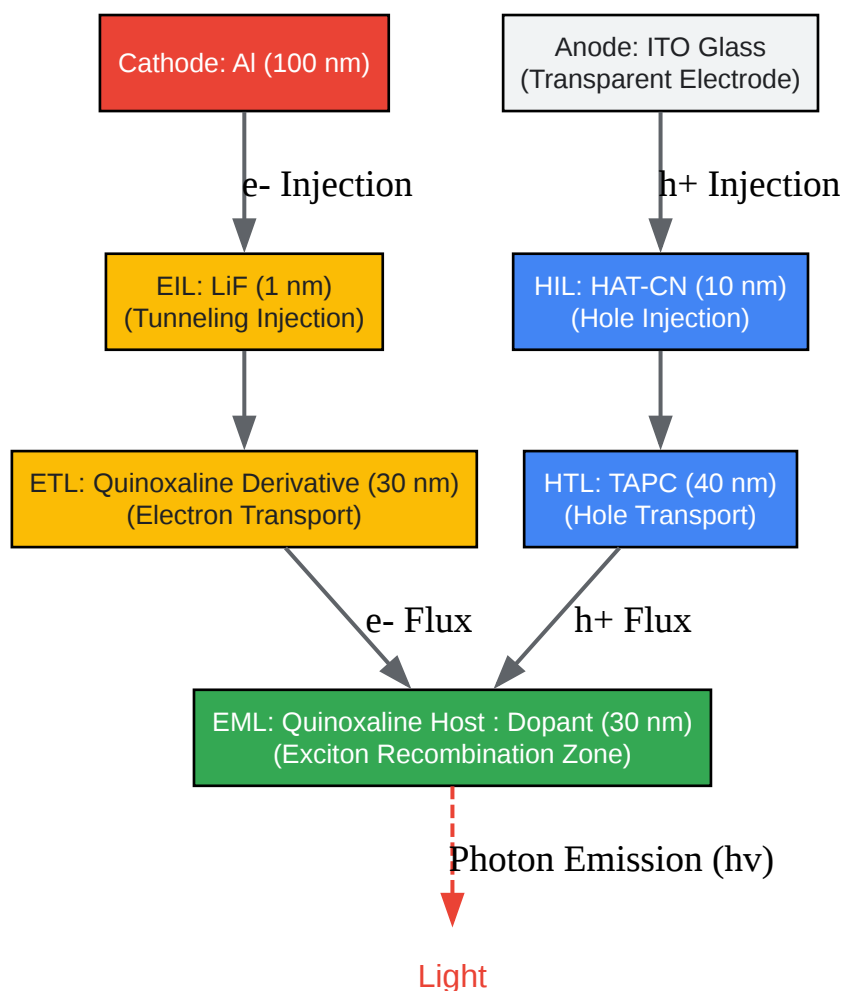 Cathode: Al (100 nm)
Anode: ITO Glass
(Transparent Electrode)
e- Injection
h+ Injection
EIL: LiF (1 nm)
(Tunneling Injection)
HIL: HAT-CN (10 nm)
(Hole Injection)
ETL: Quinoxaline Derivative (30 nm)
(Electron Transport)
HTL: TAPC (40 nm)
(Hole Transport)
e- Flux
h+ Flux
EML: Quinoxaline Host : Dopant (30 nm)
(Exciton Recombination Zone)
Photon Emission (hv)
Light